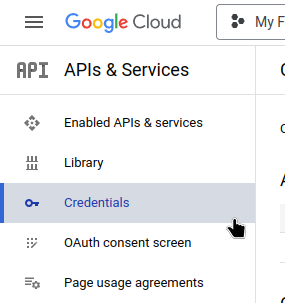 Google Cloud
My F
API
APIs & Services
Enabled APIs & services
Library
Credentials
OAuth consent screen
Page usage agreements